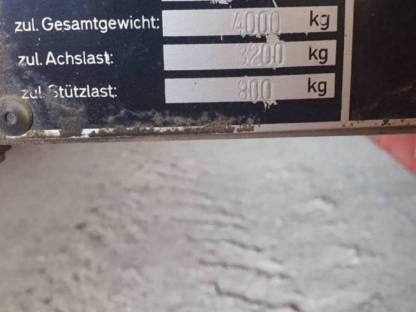 zul. Gesamtgewicht: 4000 kg
zul. Achslast: 3200 kg
zul. Stützlast: 800 kg